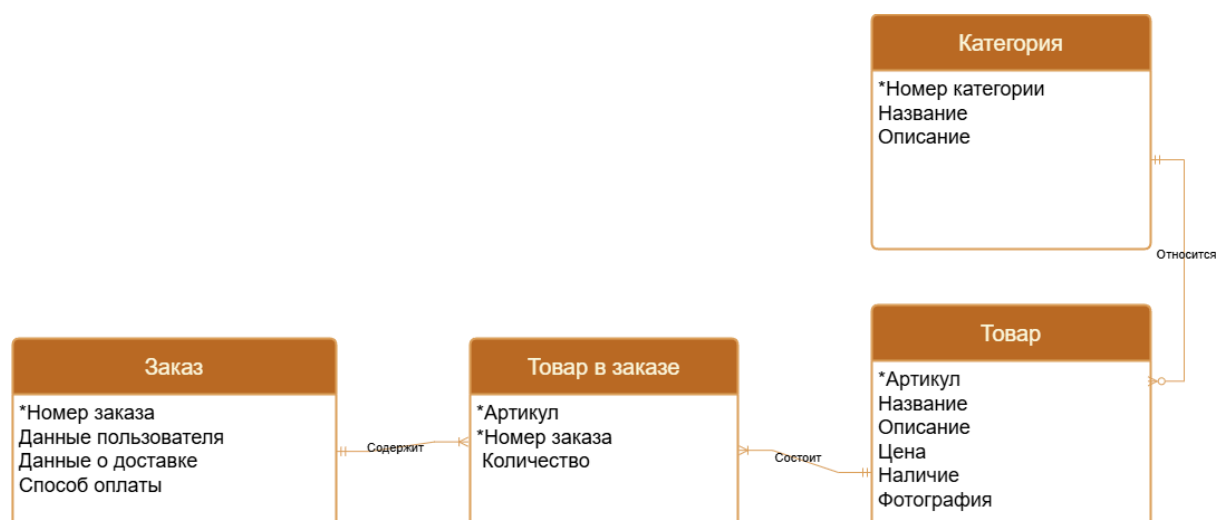 Категория
*Номер категории
Название
Описание
Относится
Заказ
*Номер заказа
Данные пользователя
Данные о доставке
Способ оплаты
Содержит
Товар в заказе
*Артикул
*Номер заказа
Количество
Состоит
Товар
*Артикул
Название
Описание
Цена
Наличие
Фотография